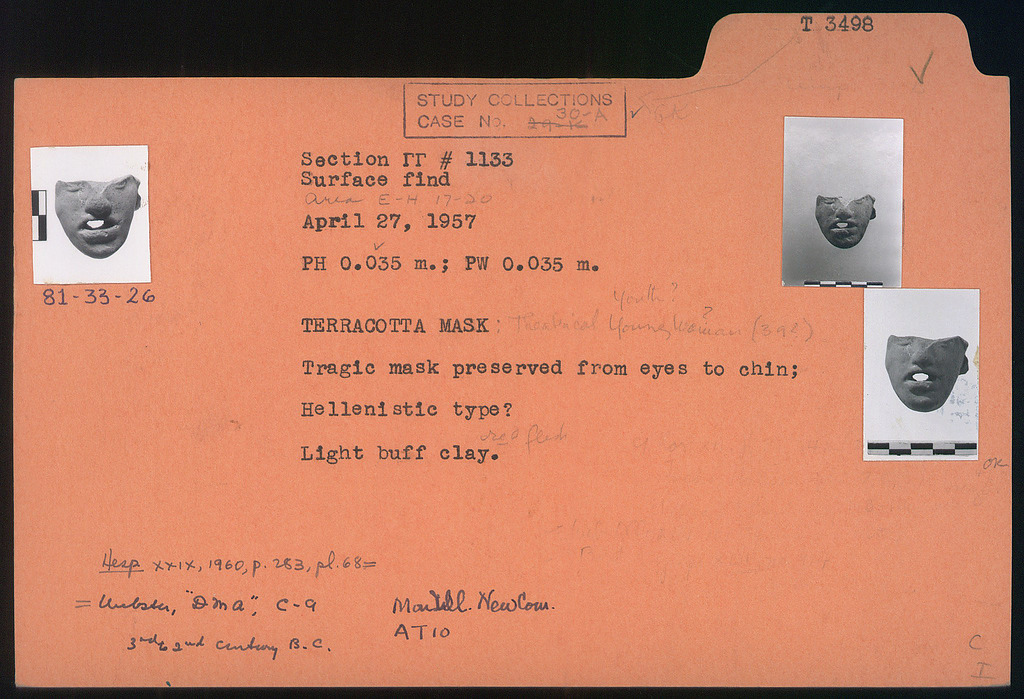 T 3498
STUDY COLLECTIONS
CASE No. 29-K 30-A
OK
Section ΓΓ # 1133
Surface find
Area E-H 17-20
April 27, 1957
PH 0.035 m.; PW 0.035 m.
81-33-26
Youth?
TERRACOTTA MASK: Theatrical Young Woman? (39?)
Tragic mask preserved from eyes to chin;
Hellenistic type?
Light buff clay.
OK
Hesp XXIX, 1960, p. 283, pl. 68 =
= Webster, "DMA", C-9
New Com.
AT10
3rd to 2nd century B.C.
C
I